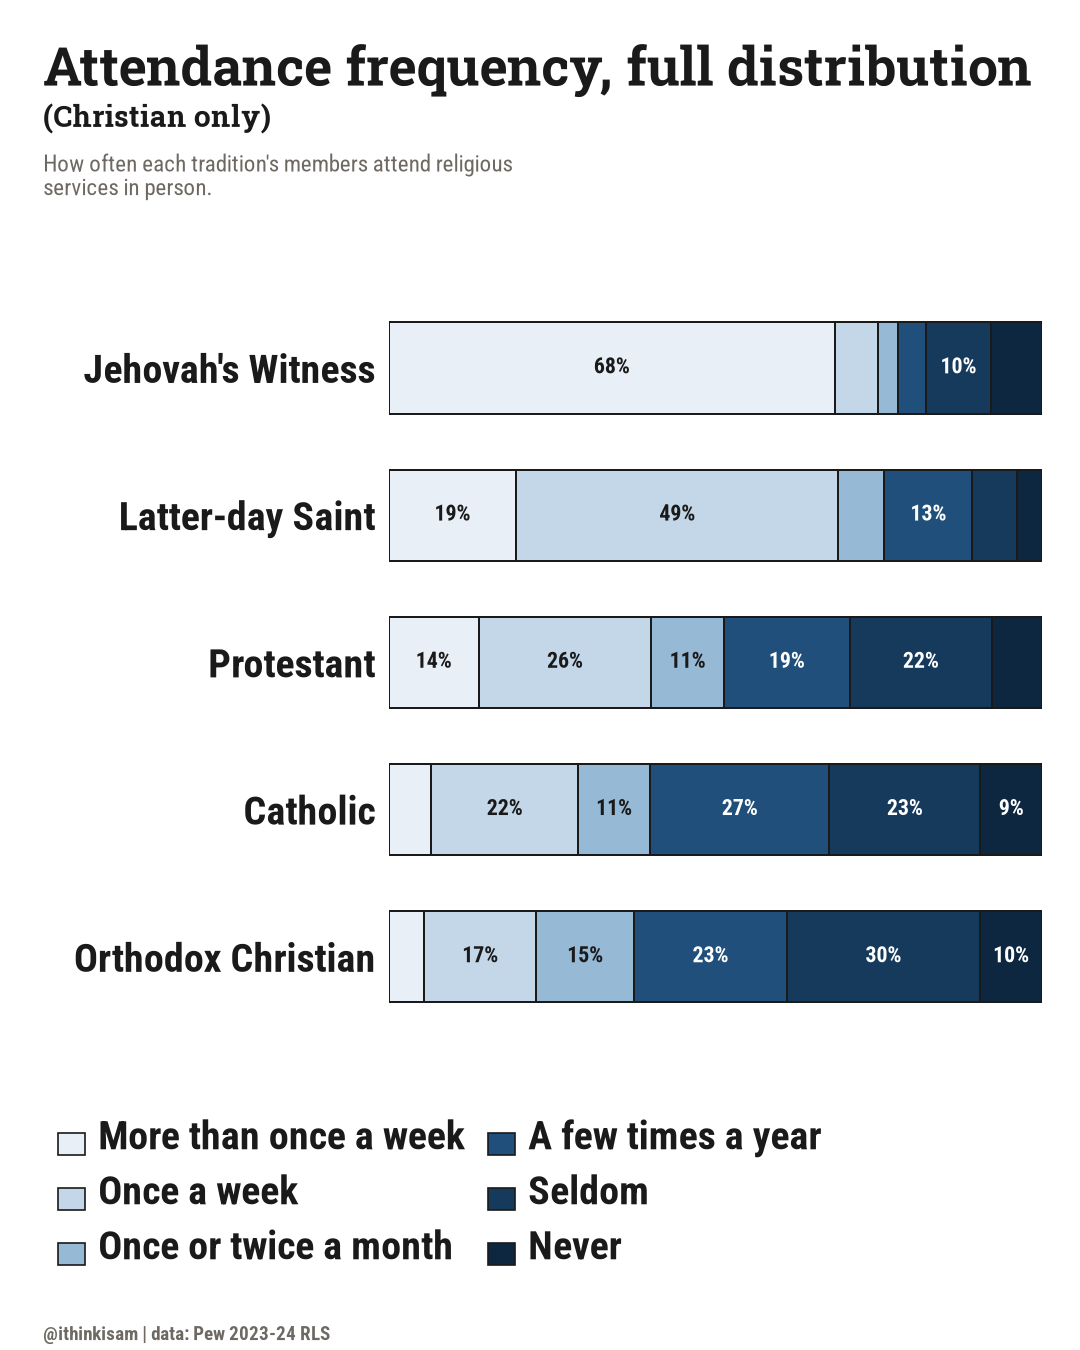 Attendance frequency, full distribution
(Christian only)
How often each tradition's members attend religious
services in person.
Jehovah's Witness 68% 10%
Latter-day Saint 19% 49% 13%
Protestant 14% 26% 11% 19% 22%
Catholic 22% 11% 27% 23% 9%
Orthodox Christian 17% 15% 23% 30% 10%
More than once a week A few times a year
Once a week Seldom
Once or twice a month Never
@ithinkisam | data: Pew 2023-24 RLS